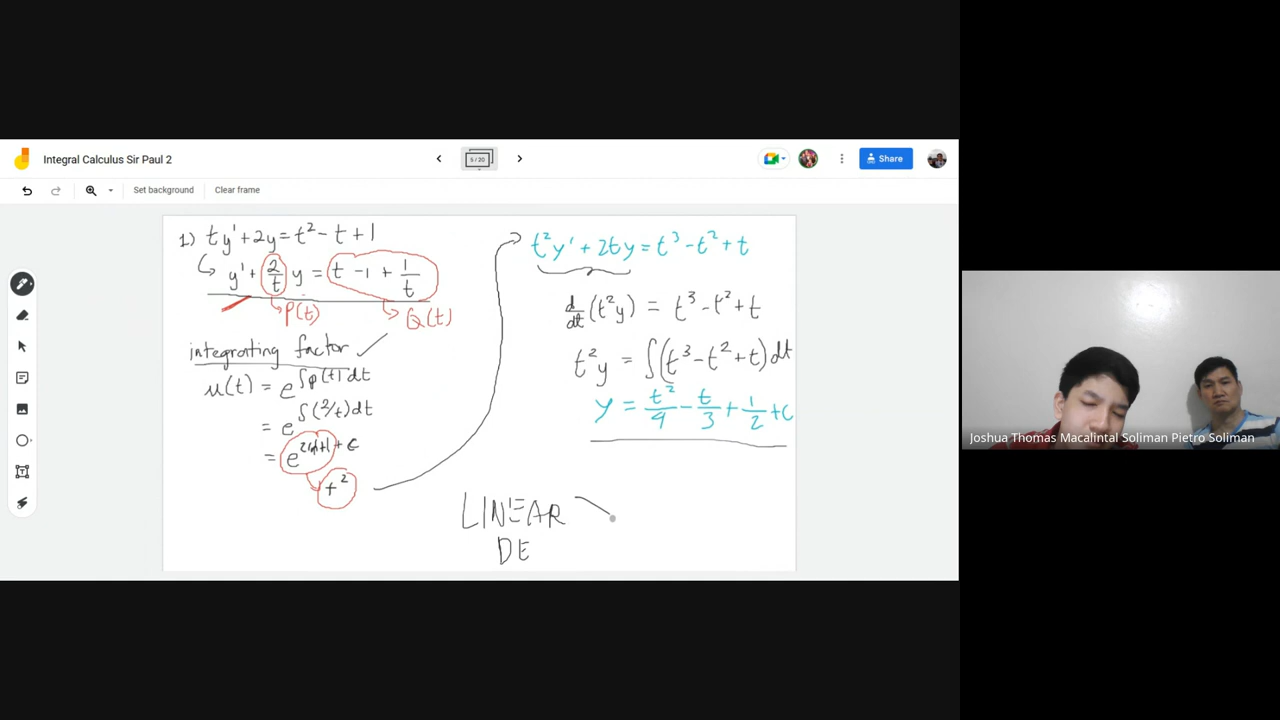 Integral Calculus Sir Paul 2
5 / 20
Share
Set background
Clear frame
1) ty' + 2y = t² - t + 1
y' + 2/t y = t - 1 + 1/t
P(t)
Q(t)
integrating factor
u(t) = e^∫p(t)dt
= e^∫(2/t)dt
= e^2ln|t| + c
t²
t²y' + 2ty = t³ - t² + t
d/dt (t²y) = t³ - t² + t
t²y = ∫(t³ - t² + t)dt
y = t²/4 - t/3 + 1/2 + c
LINEAR
DE
Joshua Thomas Macalintal Soliman Pietro Soliman